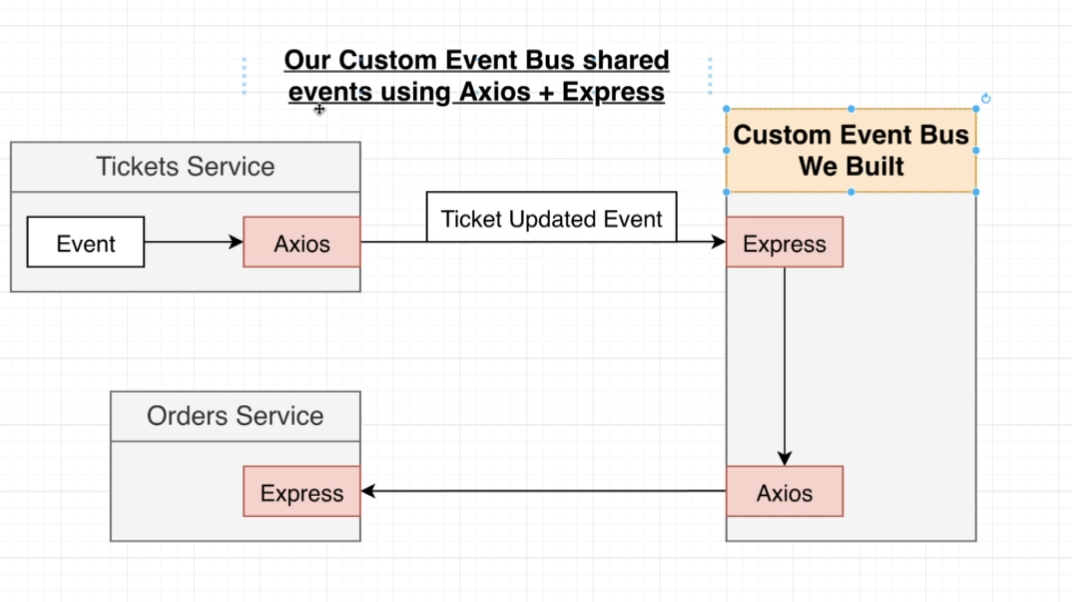 Our Custom Event Bus shared
events using Axios + Express
Custom Event Bus
We Built
Tickets Service
Ticket Updated Event
Event
Axios
Express
Orders Service
Express
Axios